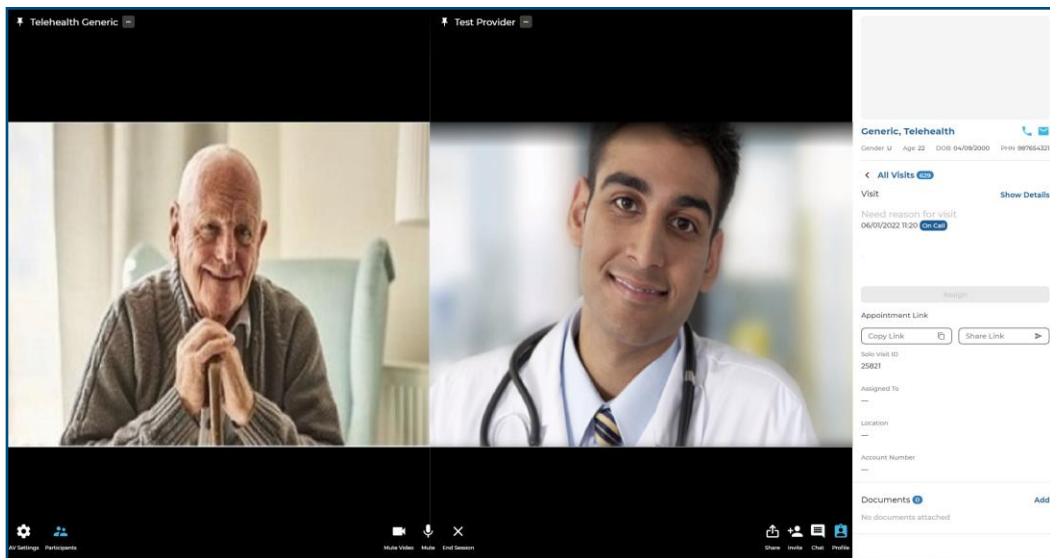 Telehealth Generic
Test Provider
Generic, Telehealth
Gender U Age 22 DOB 04/09/2000 PHN 987654321
All Visits 629
Visit Show Details
Need reason for visit
06/01/2022 11:20 On Call
Assign
Appointment Link
Copy Link Share Link
Solo Visit ID
25821
Assigned To
—
Location
—
Account Number
—
Documents 0 Add
No documents attached
AV Settings Participants Mute Video Mute End Session Share Invite Chat Profile